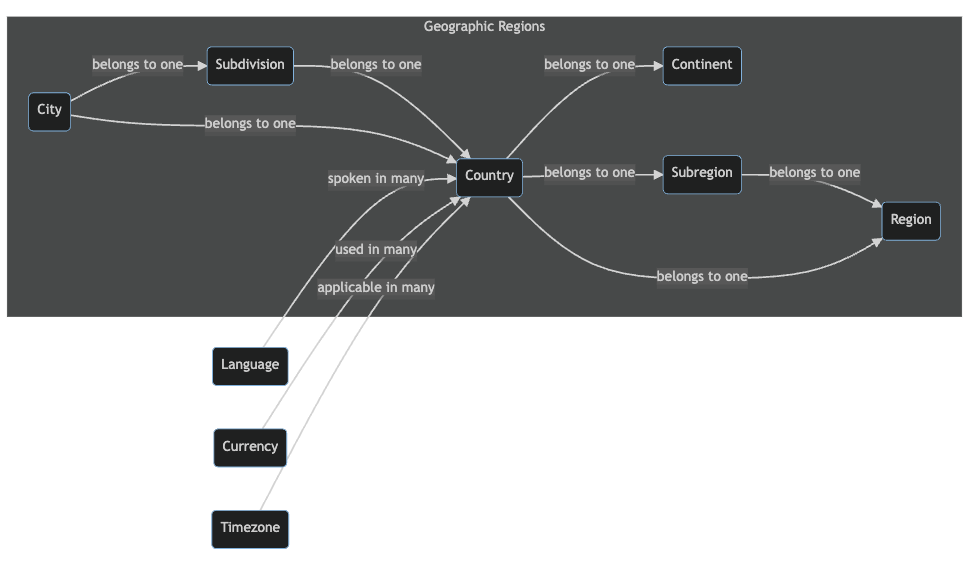 Geographic Regions
belongs to one
Subdivision
belongs to one
belongs to one
Continent
City
belongs to one
spoken in many
Country
belongs to one
Subregion
belongs to one
Region
used in many
belongs to one
applicable in many
Language
Currency
Timezone